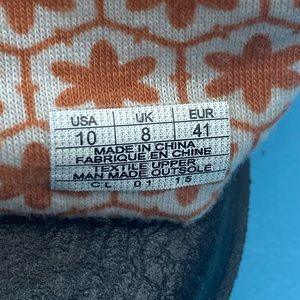 USA UK EUR
10 8 41
MADE IN CHINA
FABRIQUE EN CHINE
TEXTILE UPPER
MAN MADE OUTSOLE
CL 01 15